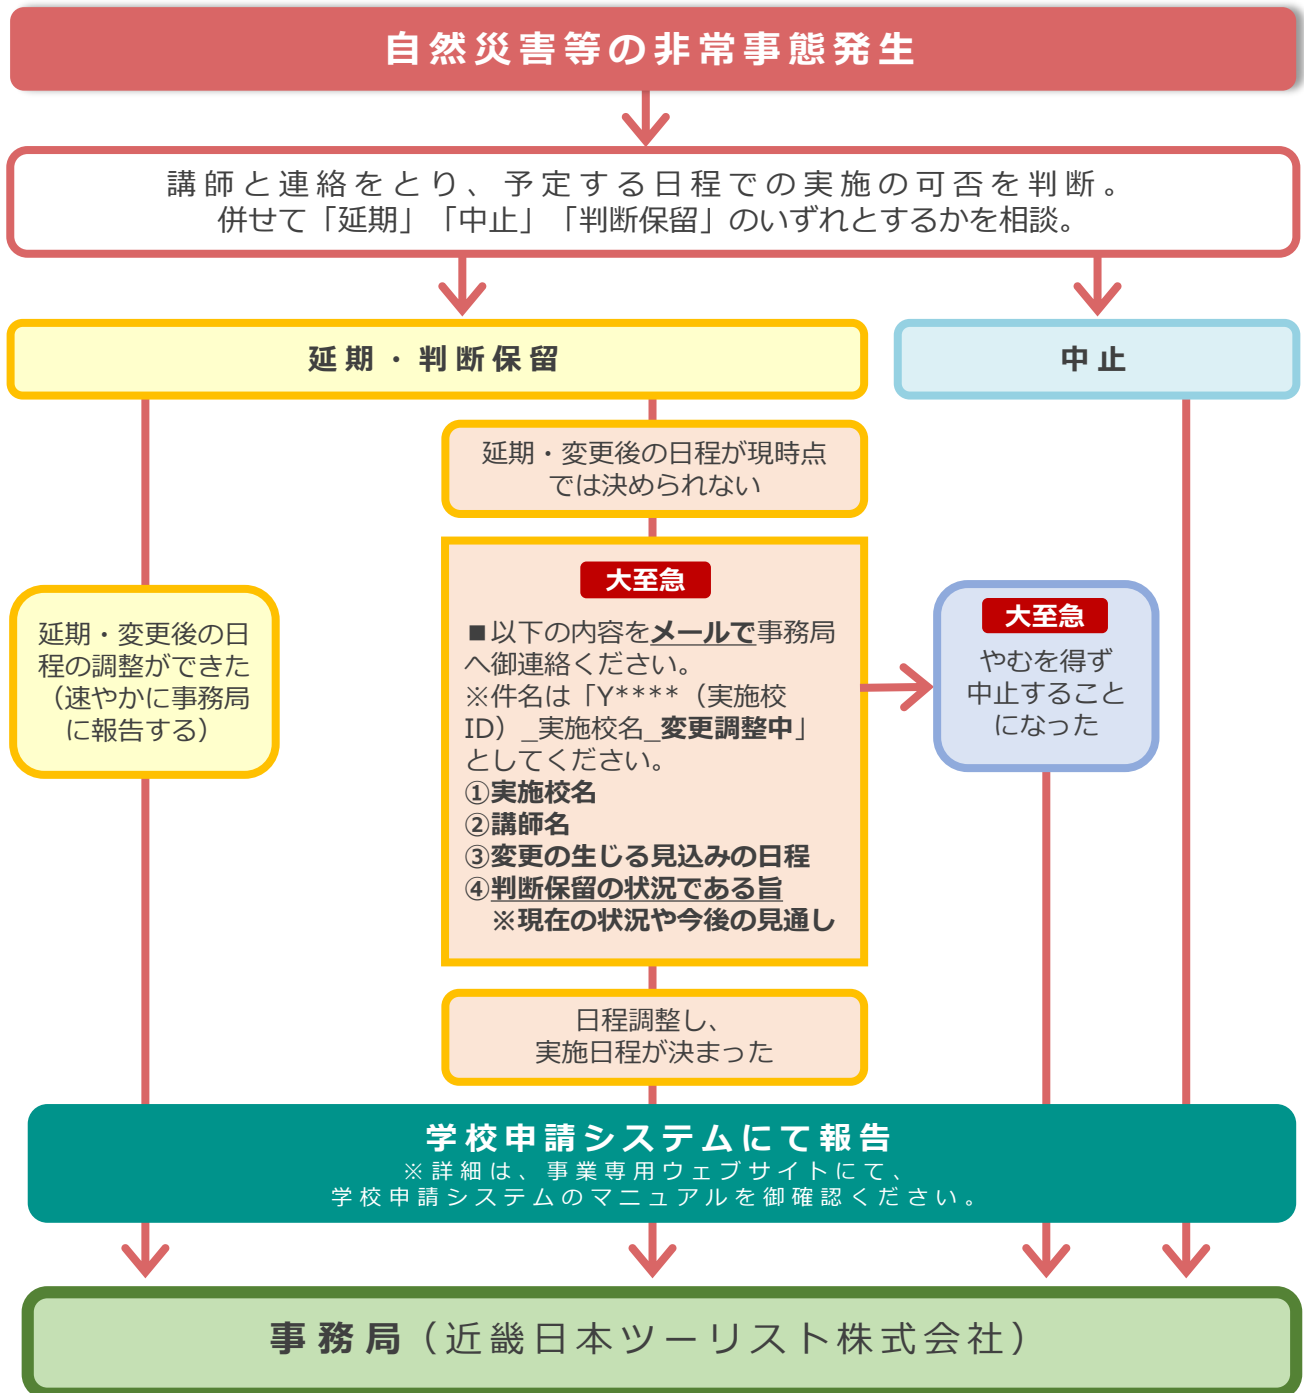 自然災害等の非常事態発生
講師と連絡をとり、予定する日程での実施の可否を判断。
併せて「延期」「中止」「判断保留」のいずれとするかを相談。
延期・判断保留
中止
延期・変更後の日程が現時点
では決められない
延期・変更後の日
程の調整ができた
（速やかに事務局
に報告する）
大至急
■以下の内容をメールで事務局
へ御連絡ください。
※件名は「Y****（実施校
ID）_実施校名_変更調整中」
としてください。
①実施校名
②講師名
③変更の生じる見込みの日程
④判断保留の状況である旨
※現在の状況や今後の見通し
大至急
やむを得ず
中止すること
になった
日程調整し、
実施日程が決まった
学校申請システムにて報告
※詳細は、事業専用ウェブサイトにて、
学校申請システムのマニュアルを御確認ください。
事務局（近畿日本ツーリスト株式会社）